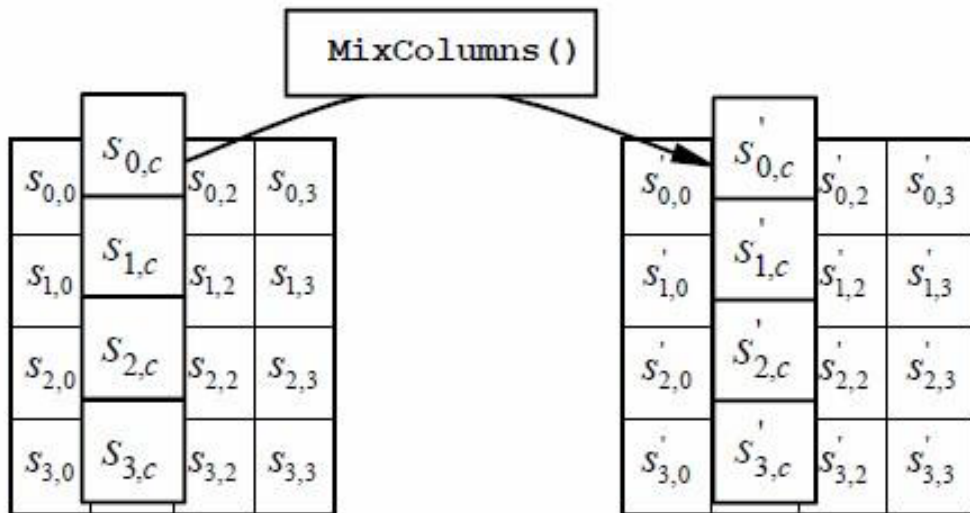 MixColumns()
s0,0 s0,c s0,2 s0,3 s'0,0 s'0,c s'0,2 s'0,3
s1,0 s1,c s1,2 s1,3 s'1,0 s'1,c s'1,2 s'1,3
s2,0 s2,c s2,2 s2,3 s'2,0 s'2,c s'2,2 s'2,3
s3,0 s3,c s3,2 s3,3 s'3,0 s'3,c s'3,2 s'3,3